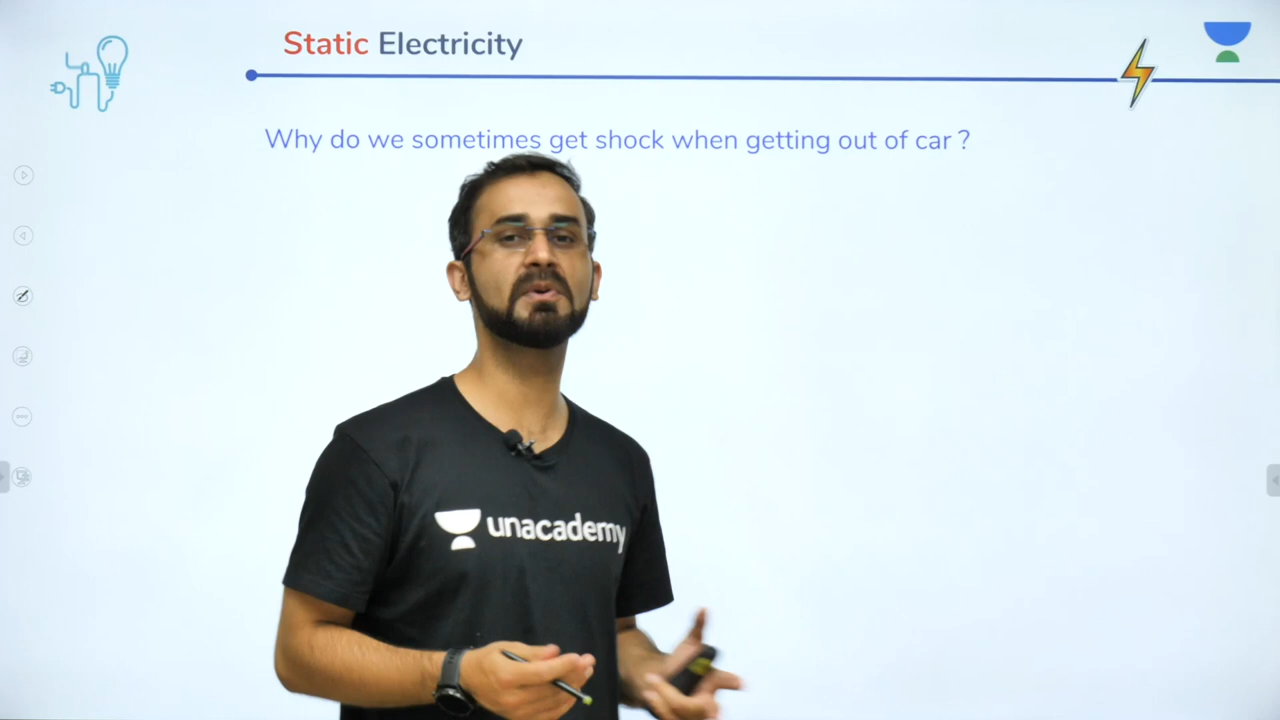 Static Electricity
Why do we sometimes get shock when getting out of car ?
unacademy